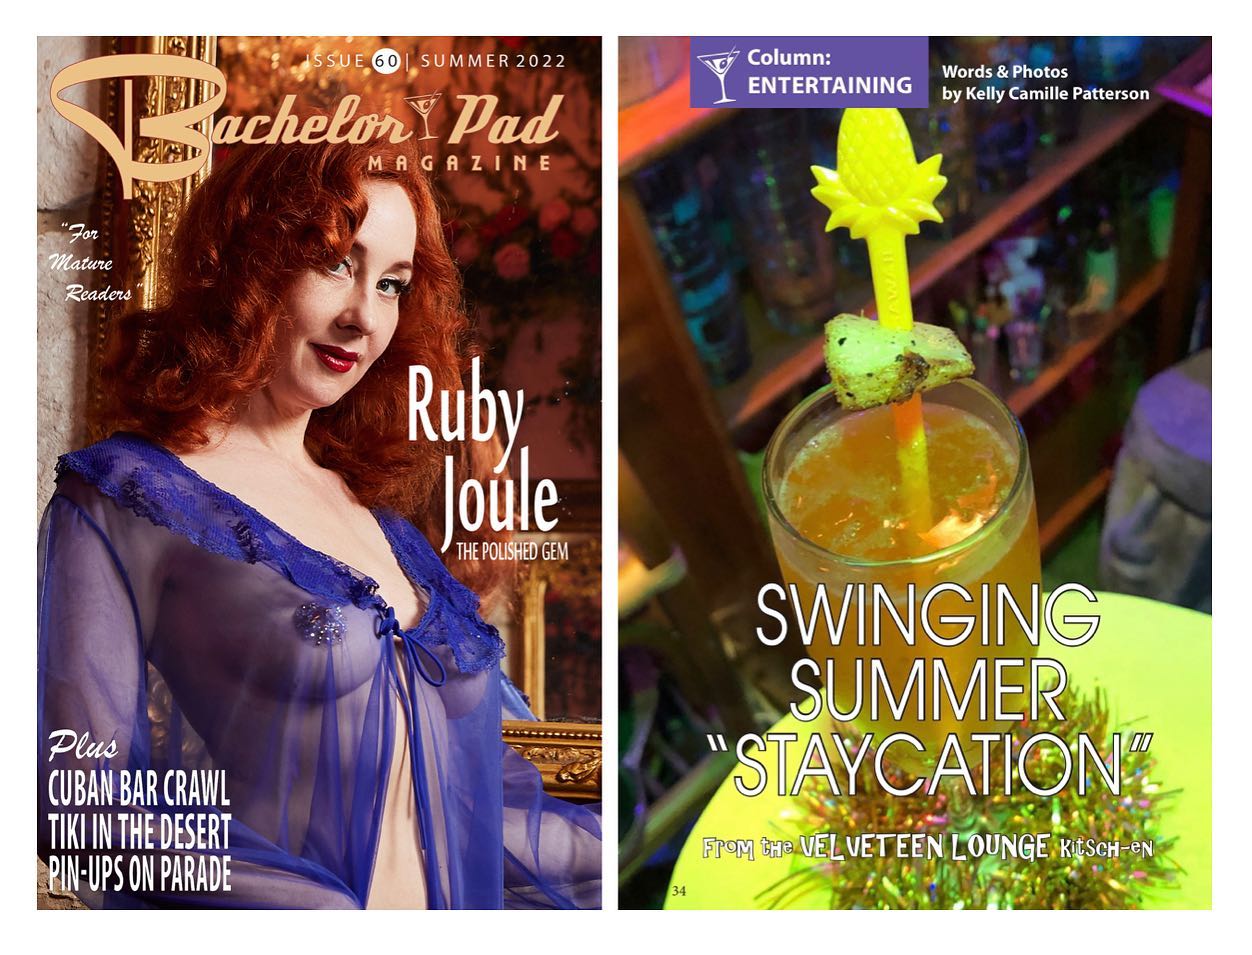 ISSUE 60 | SUMMER 2022
Bachelor Pad
MAGAZINE
"For
Mature
Readers"
Ruby
Joule
THE POLISHED GEM
Plus
CUBAN BAR CRAWL
TIKI IN THE DESERT
PIN-UPS ON PARADE
Column:
ENTERTAINING
Words & Photos
by Kelly Camille Patterson
HAWAII
SWINGING
SUMMER
"STAYCATION"
From the VELVETEEN LOUNGE Kitsch-en
34